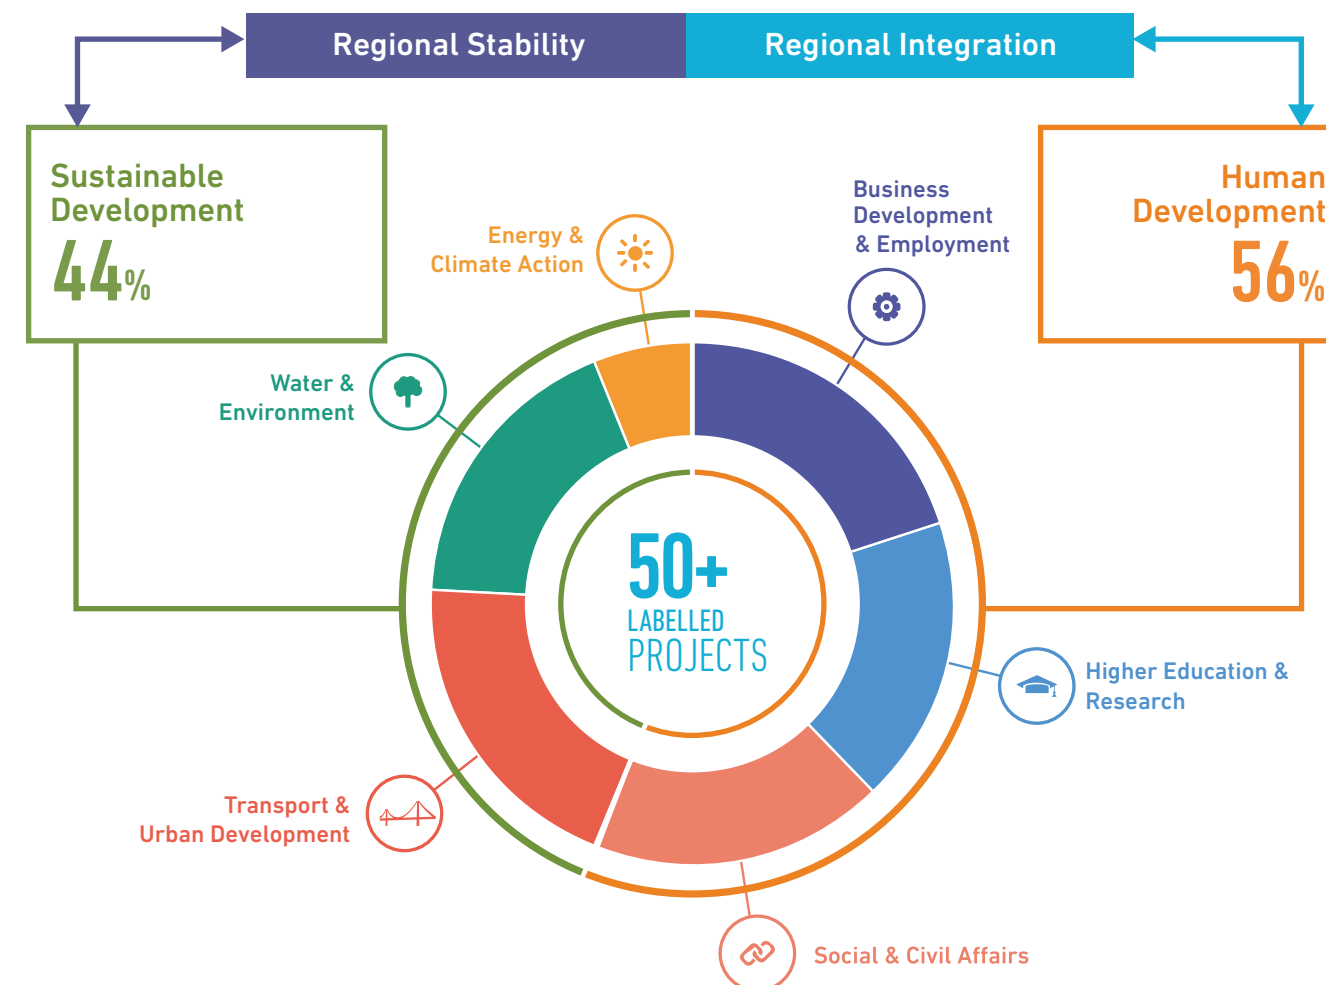 Regional Stability
Regional Integration
Sustainable
Development
44%
Human
Development
56%
Business
Development
& Employment
Energy &
Climate Action
Water &
Environment
50+
LABELLED
PROJECTS
Higher Education &
Research
Transport &
Urban Development
Social & Civil Affairs